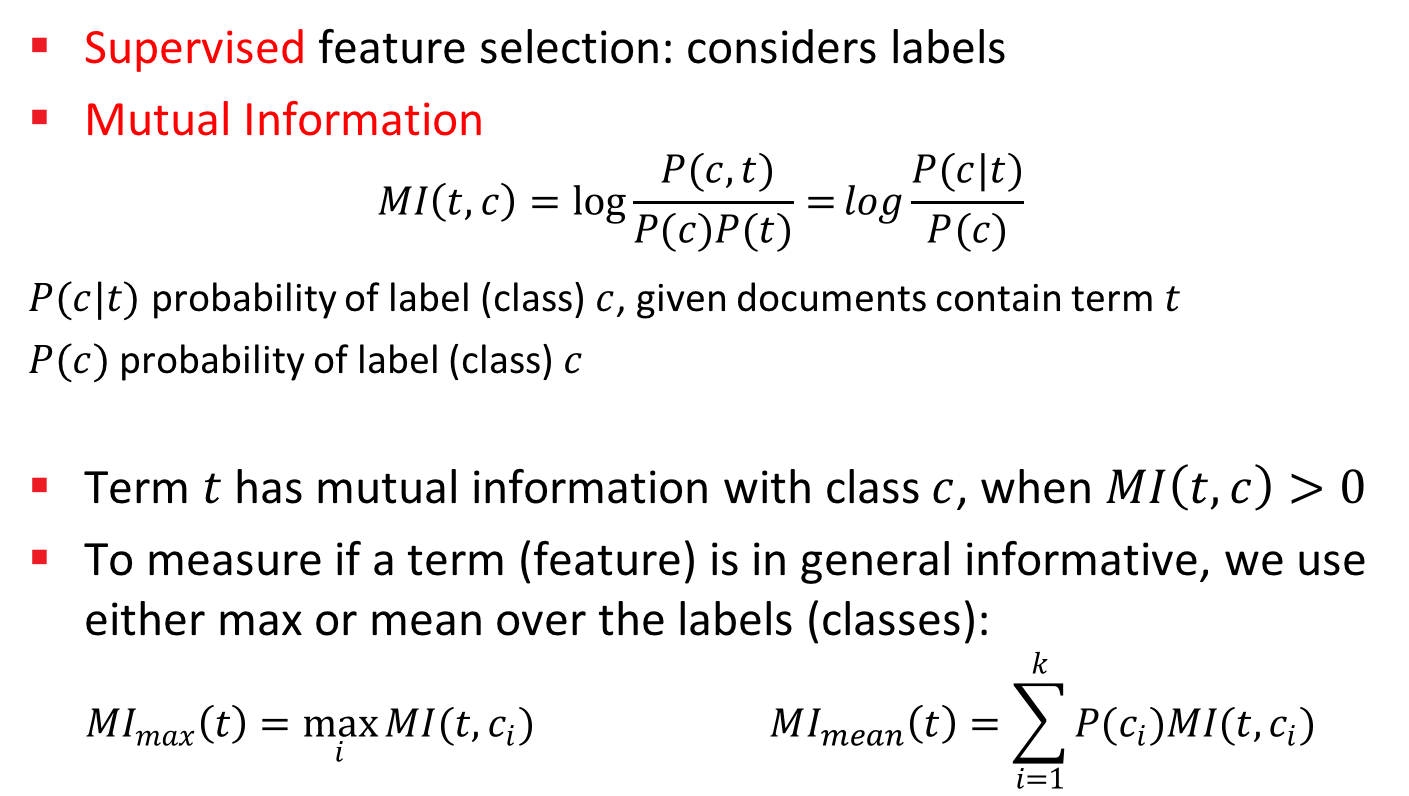 ▪ Supervised feature selection: considers labels
▪ Mutual Information
MI(t, c) = log P(c, t) / P(c)P(t) = log P(c|t) / P(c)
P(c|t) probability of label (class) c, given documents contain term t
P(c) probability of label (class) c
▪ Term t has mutual information with class c, when MI(t, c) > 0
▪ To measure if a term (feature) is in general informative, we use
either max or mean over the labels (classes):
MI_max(t) = max_i MI(t, c_i) MI_mean(t) = ∑_{i=1}^{k} P(c_i)MI(t, c_i)